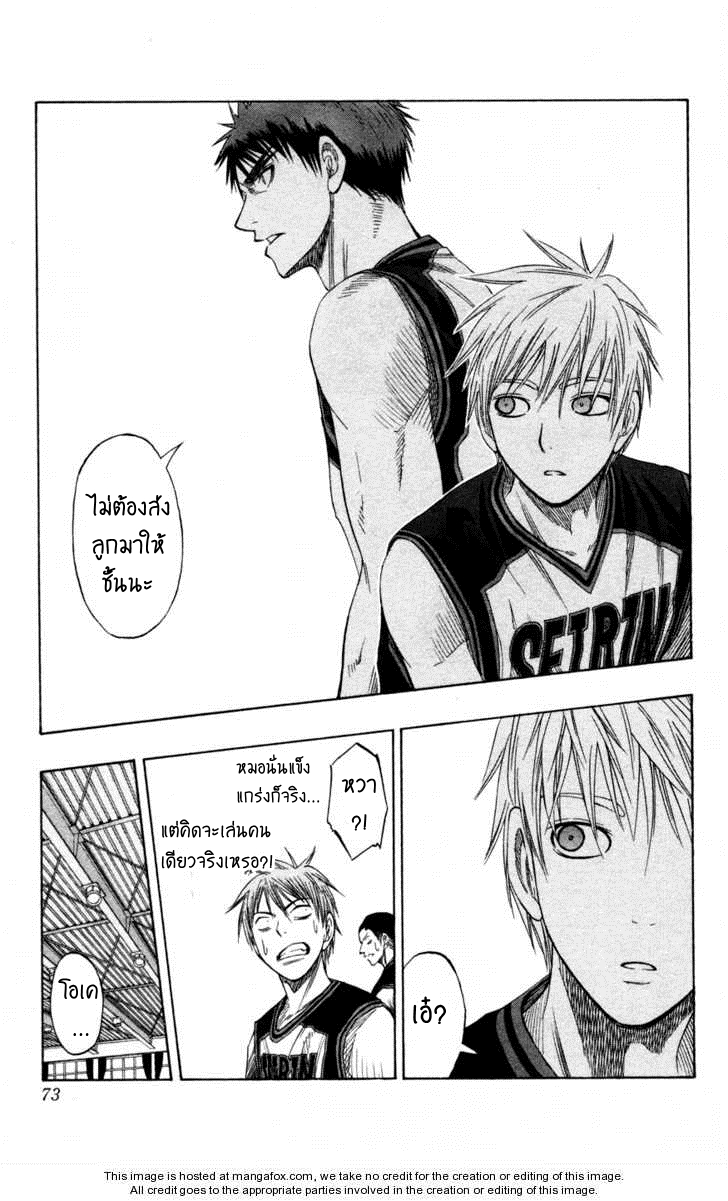 ไม่ต้องส่ง
ลูกมาให้
ชั้นนะ
SEIRIN
เอ๋?
หวา
?!
หมอนั่นแข็ง
แกร่งก็จริง...
แต่คิดจะเล่นคน
เดียวจริงเหรอ?!
SEIRIN
โอเค
...
73
This image is hosted at mangafox.com, we take no credit for the creation or editing of this image.
All credit goes to the appropriate parties involved in the creation or editing of this image.